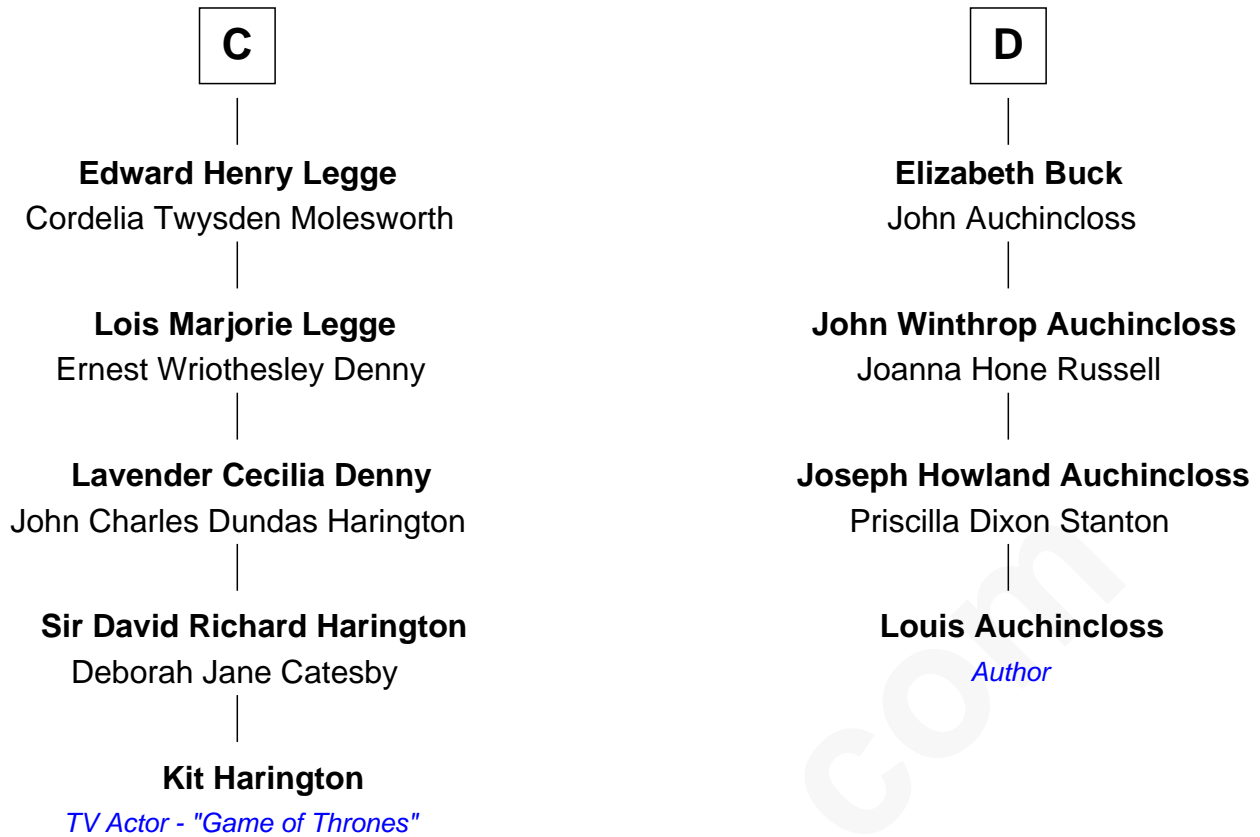 C
Edward Henry Legge
Cordelia Twysden Molesworth
Lois Marjorie Legge
Ernest Wriothesley Denny
Lavender Cecilia Denny
John Charles Dundas Harington
Sir David Richard Harington
Deborah Jane Catesby
Kit Harington
TV Actor - "Game of Thrones"
D
Elizabeth Buck
John Auchincloss
John Winthrop Auchincloss
Joanna Hone Russell
Joseph Howland Auchincloss
Priscilla Dixon Stanton
Louis Auchincloss
Author
com